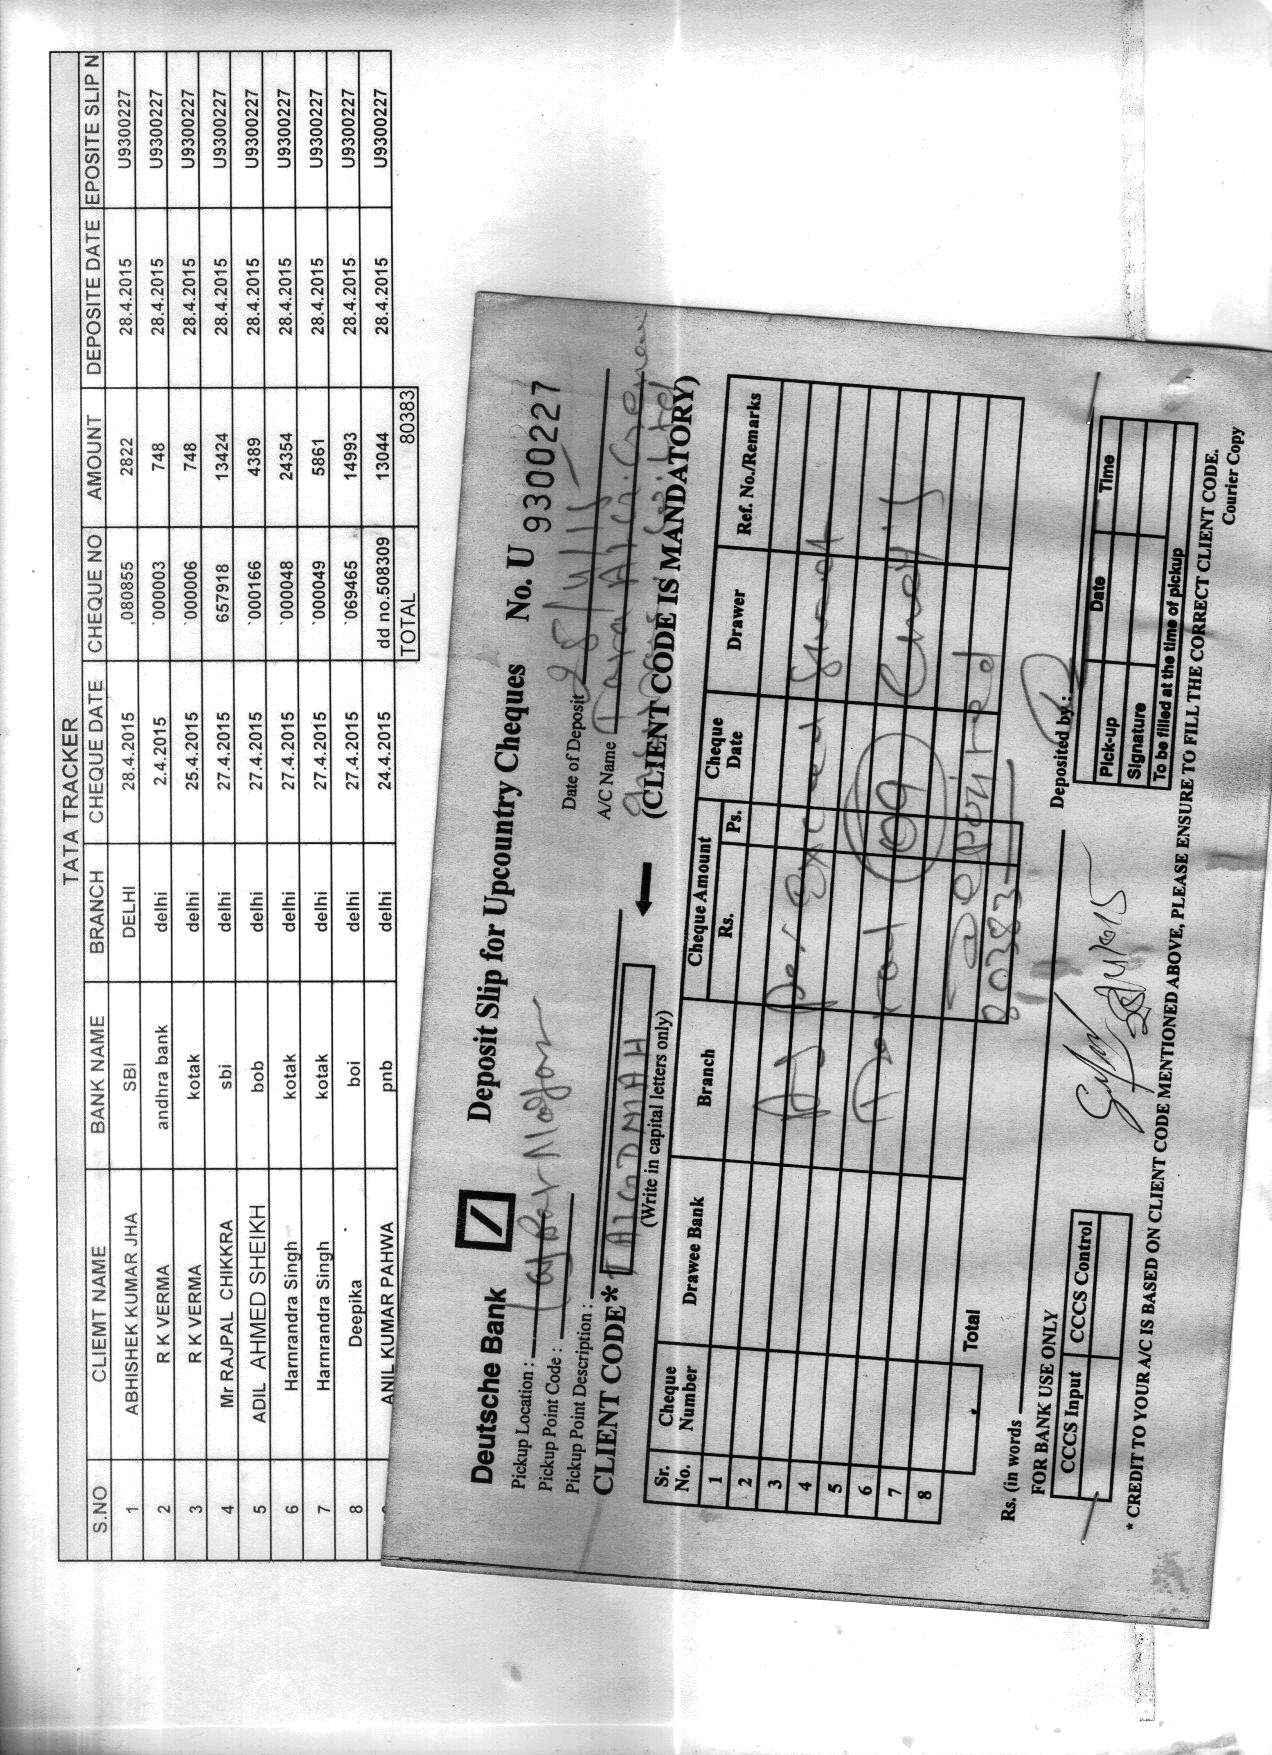 TATA TRACKER
S.NO CLIEMT NAME BANK NAME BRANCH CHEQUE DATE CHEQUE NO AMOUNT DEPOSITE DATE EPOSITE SLIP N
1 ABHISHEK KUMAR JHA SBI DELHI 28.4.2015 ,080855 2822 28.4.2015 U9300227
2 R K VERMA andhra bank delhi 2.4.2015 `000003 748 28.4.2015 U9300227
3 R K VERMA kotak delhi 25.4.2015 `000006 748 28.4.2015 U9300227
4 Mr RAJPAL CHIKKRA sbi delhi 27.4.2015 657918 13424 28.4.2015 U9300227
5 ADIL AHMED SHEIKH bob delhi 27.4.2015 `000166 4389 28.4.2015 U9300227
6 Harnrandra Singh kotak delhi 27.4.2015 `000048 24354 28.4.2015 U9300227
7 Harnrandra Singh kotak delhi 27.4.2015 `000049 5861 28.4.2015 U9300227
8 Deepika boi delhi 27.4.2015 `069465 14993 28.4.2015 U9300227
ANIL KUMAR PAHWA pnb delhi 24.4.2015 dd no.508309 13044 28.4.2015 U9300227
TOTAL 80383
Deutsche Bank Deposit Slip for Upcountry Cheques No. U 9300227
Pickup Location : Date of Deposit 28/4/15
Pickup Point Code : A/C Name Tata
Pickup Point Description :
CLIENT CODE* (CLIENT CODE IS MANDATORY)
(Write in capital letters only)
Sr. No. Cheque Number Drawee Bank Branch Cheque Amount Rs. Ps. Cheque Date Drawer Ref. No./Remarks
1
2
3 As per Excel Sheet
4
5
6 Total 09 Chq's
7
8 Deposited
Total 80383
Rs. (in words Deposited by :
FOR BANK USE ONLY
CCCS Input CCCS Control
28/4/2015
Pick-up Date Time
Signature
To be filled at the time of pickup
* CREDIT TO YOUR A/C IS BASED ON CLIENT CODE MENTIONED ABOVE, PLEASE ENSURE TO FILL THE CORRECT CLIENT CODE.
Courier Copy